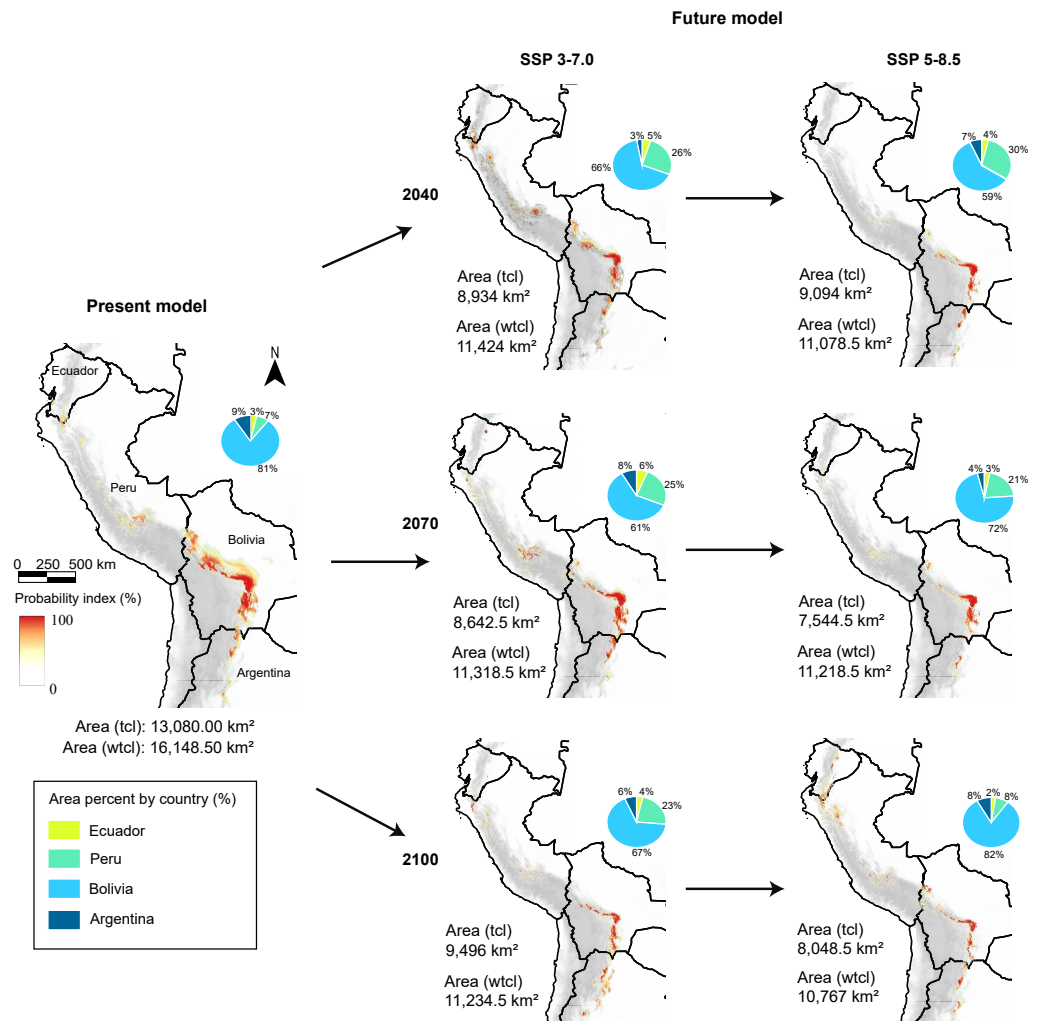 Future model
SSP 3-7.0
SSP 5-8.5
2040
3%
5%
26%
66%
Area (tcl)
8,934 km²
Area (wtcl)
11,424 km²
7%
4%
30%
59%
Area (tcl)
9,094 km²
Area (wtcl)
11,078.5 km²
Present model
N
Ecuador
Peru
Bolivia
Argentina
9%
3%
7%
81%
0 250 500 km
Probability index (%)
100
0
Area (tcl): 13,080.00 km²
Area (wtcl): 16,148.50 km²
2070
8%
6%
25%
61%
Area (tcl)
8,642.5 km²
Area (wtcl)
11,318.5 km²
4%
3%
21%
72%
Area (tcl)
7,544.5 km²
Area (wtcl)
11,218.5 km²
2100
6%
4%
23%
67%
Area (tcl)
9,496 km²
Area (wtcl)
11,234.5 km²
8%
2%
8%
82%
Area (tcl)
8,048.5 km²
Area (wtcl)
10,767 km²
Area percent by country (%)
Ecuador
Peru
Bolivia
Argentina